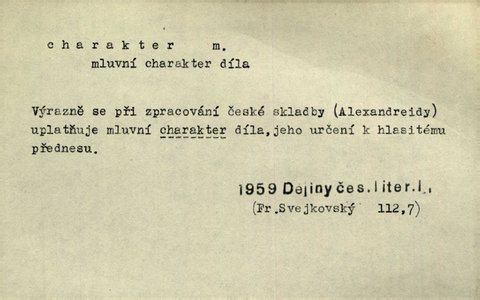 charakter m.
mluvní charakter díla
Výrazně se při zpracování české skladby (Alexandreidy)
uplatňuje mluvní charakter díla,jeho určení k hlasitému
přednesu.
1959 Dejiny čes.liter.I.,
(Fr.Svejkovský 112,7)